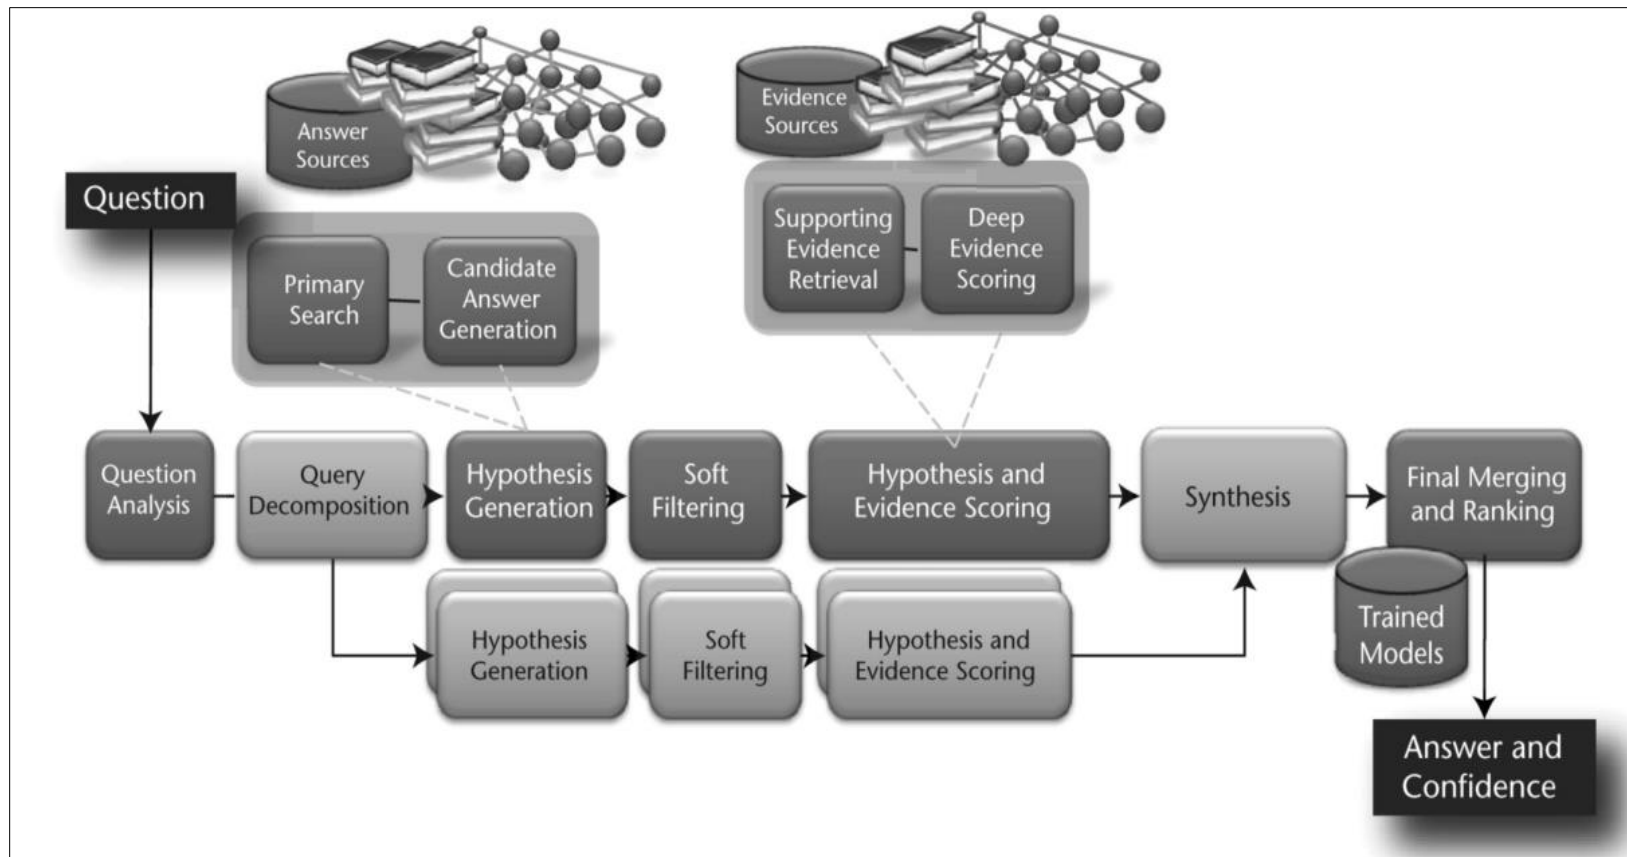 Answer
Sources
Evidence
Sources
Question
Primary
Search
Candidate
Answer
Generation
Supporting
Evidence
Retrieval
Deep
Evidence
Scoring
Question
Analysis
Query
Decomposition
Hypothesis
Generation
Soft
Filtering
Hypothesis and
Evidence Scoring
Synthesis
Final Merging
and Ranking
Hypothesis
Generation
Soft
Filtering
Hypothesis and
Evidence Scoring
Trained
Models
Answer and
Confidence